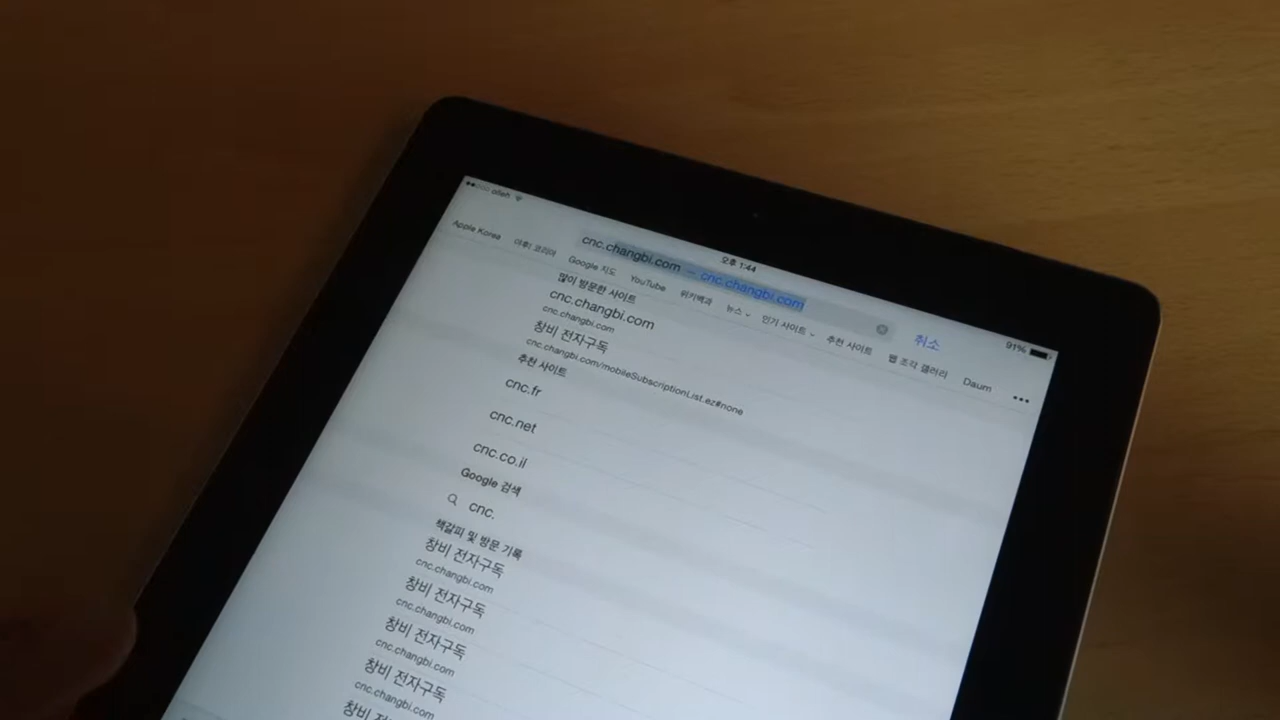 olleh
오후 1:44
91%
cnc.changbi.com — cnc.changbi.com
취소
Apple Korea 야후! 코리아 Google 지도 YouTube 위키백과 뉴스 인기 사이트 추천 사이트 웹 조각 갤러리 Daum •••
많이 방문한 사이트
cnc.changbi.com
cnc.changbi.com
창비 전자구독
cnc.changbi.com/mobileSubscriptionList.ez#none
추천 사이트
cnc.fr
cnc.net
cnc.co.il
Google 검색
cnc.
책갈피 및 방문 기록
창비 전자구독
cnc.changbi.com
창비 전자구독
cnc.changbi.com
창비 전자구독
cnc.changbi.com
창비 전자구독
cnc.changbi.com
창비 전자구독